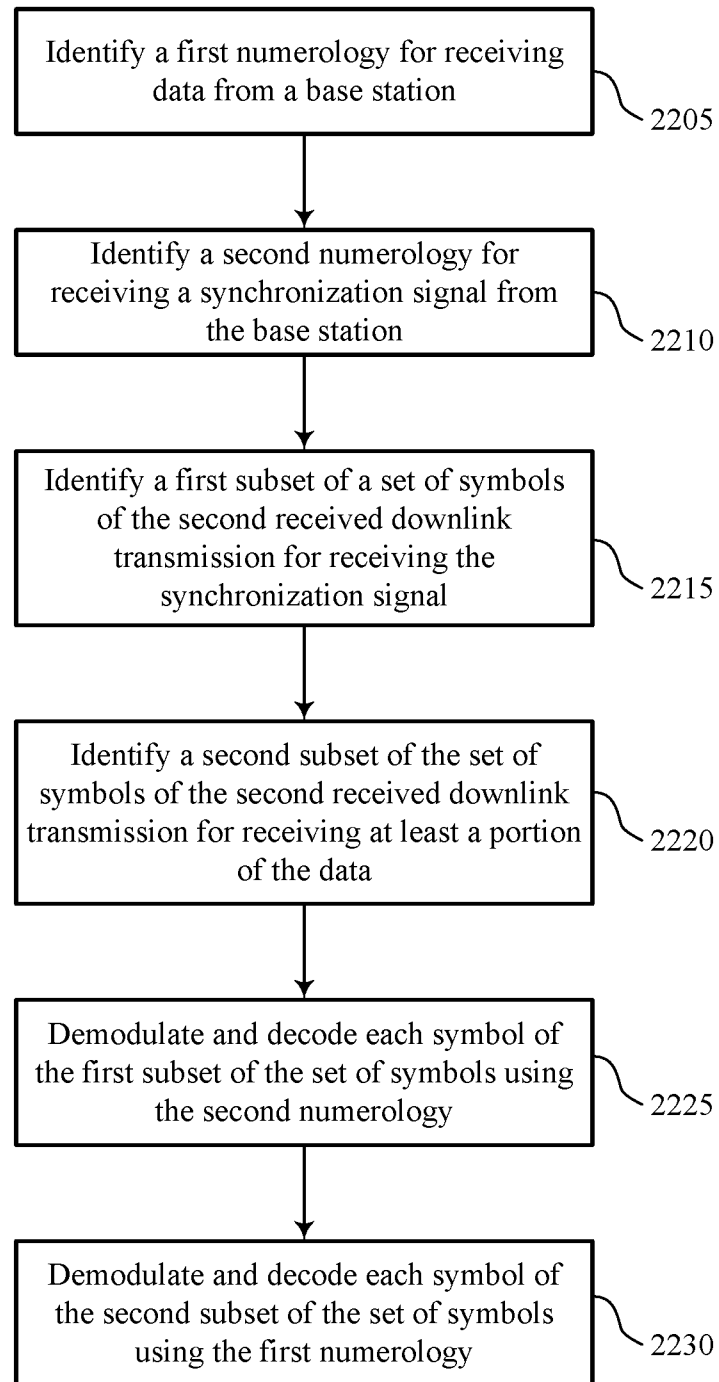 Identify a first numerology for receiving
data from a base station
2205
Identify a second numerology for
receiving a synchronization signal from
the base station
2210
Identify a first subset of a set of symbols
of the second received downlink
transmission for receiving the
synchronization signal
2215
Identify a second subset of the set of
symbols of the second received downlink
transmission for receiving at least a portion
of the data
2220
Demodulate and decode each symbol of
the first subset of the set of symbols using
the second numerology
2225
Demodulate and decode each symbol of
the second subset of the set of symbols
using the first numerology
2230